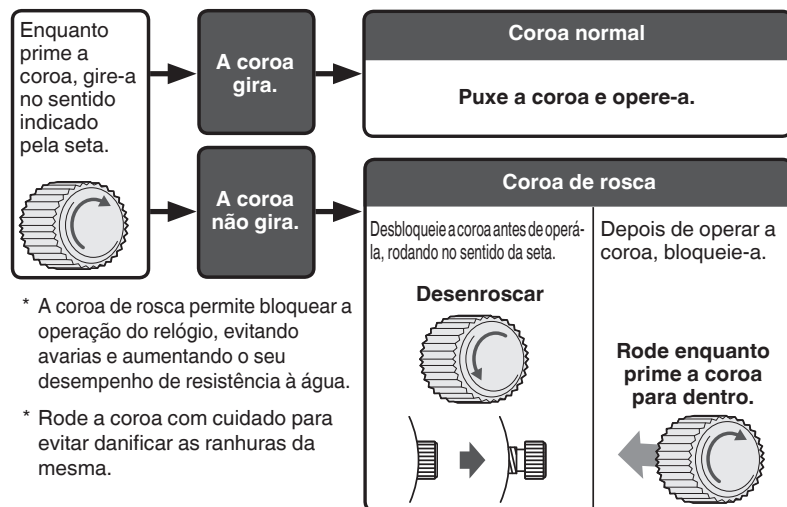 Enquanto
prime a
coroa, gire-a
no sentido
indicado
pela seta.
A coroa
gira.
Coroa normal
Puxe a coroa e opere-a.
A coroa
não gira.
Coroa de rosca
Desbloqueie a coroa antes de operá-
la, rodando no sentido da seta.
Desenroscar
Depois de operar a
coroa, bloqueie-a.
Rode enquanto
prime a coroa
para dentro.
* A coroa de rosca permite bloquear a
operação do relógio, evitando
avarias e aumentando o seu
desempenho de resistência à água.
* Rode a coroa com cuidado para
evitar danificar as ranhuras da
mesma.